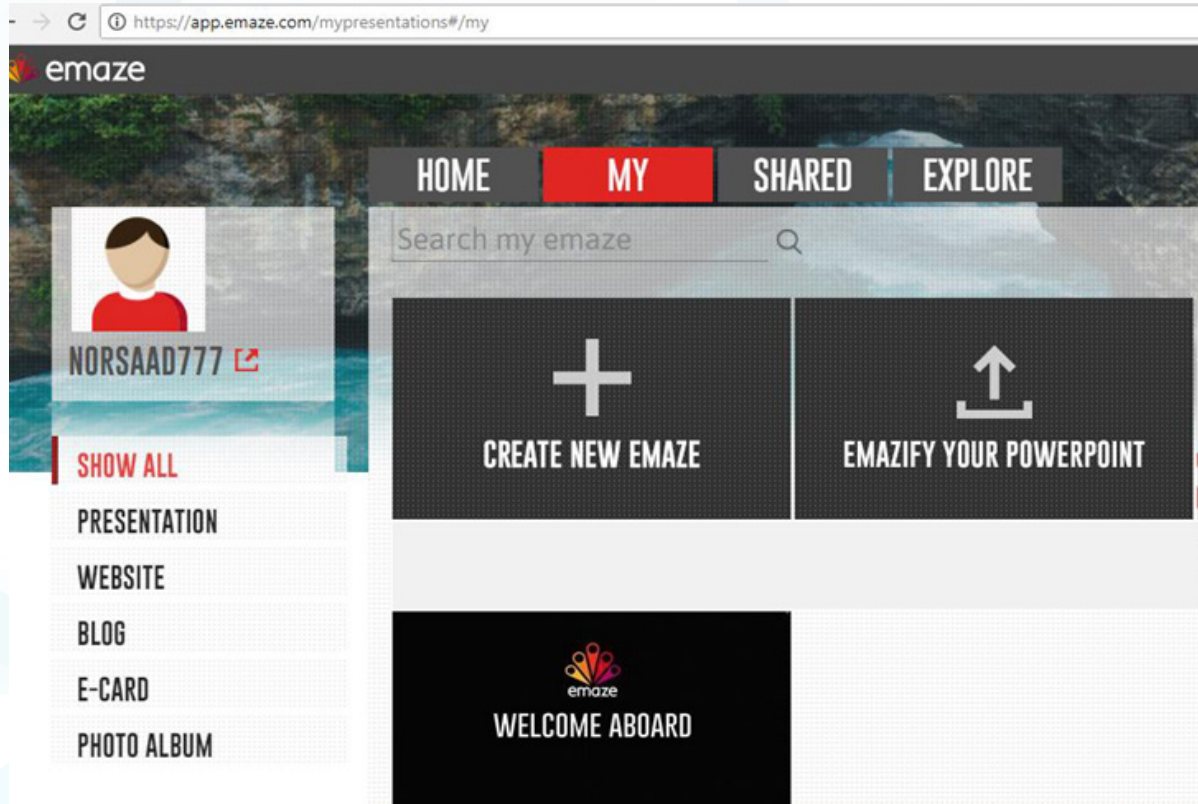 https://app.emaze.com/mypresentations#/my
emaze
HOME MY SHARED EXPLORE
Search my emaze
NORSAAD777
CREATE NEW EMAZE EMAZIFY YOUR POWERPOINT
SHOW ALL
PRESENTATION
WEBSITE
BLOG
E-CARD
PHOTO ALBUM
emaze
WELCOME ABOARD